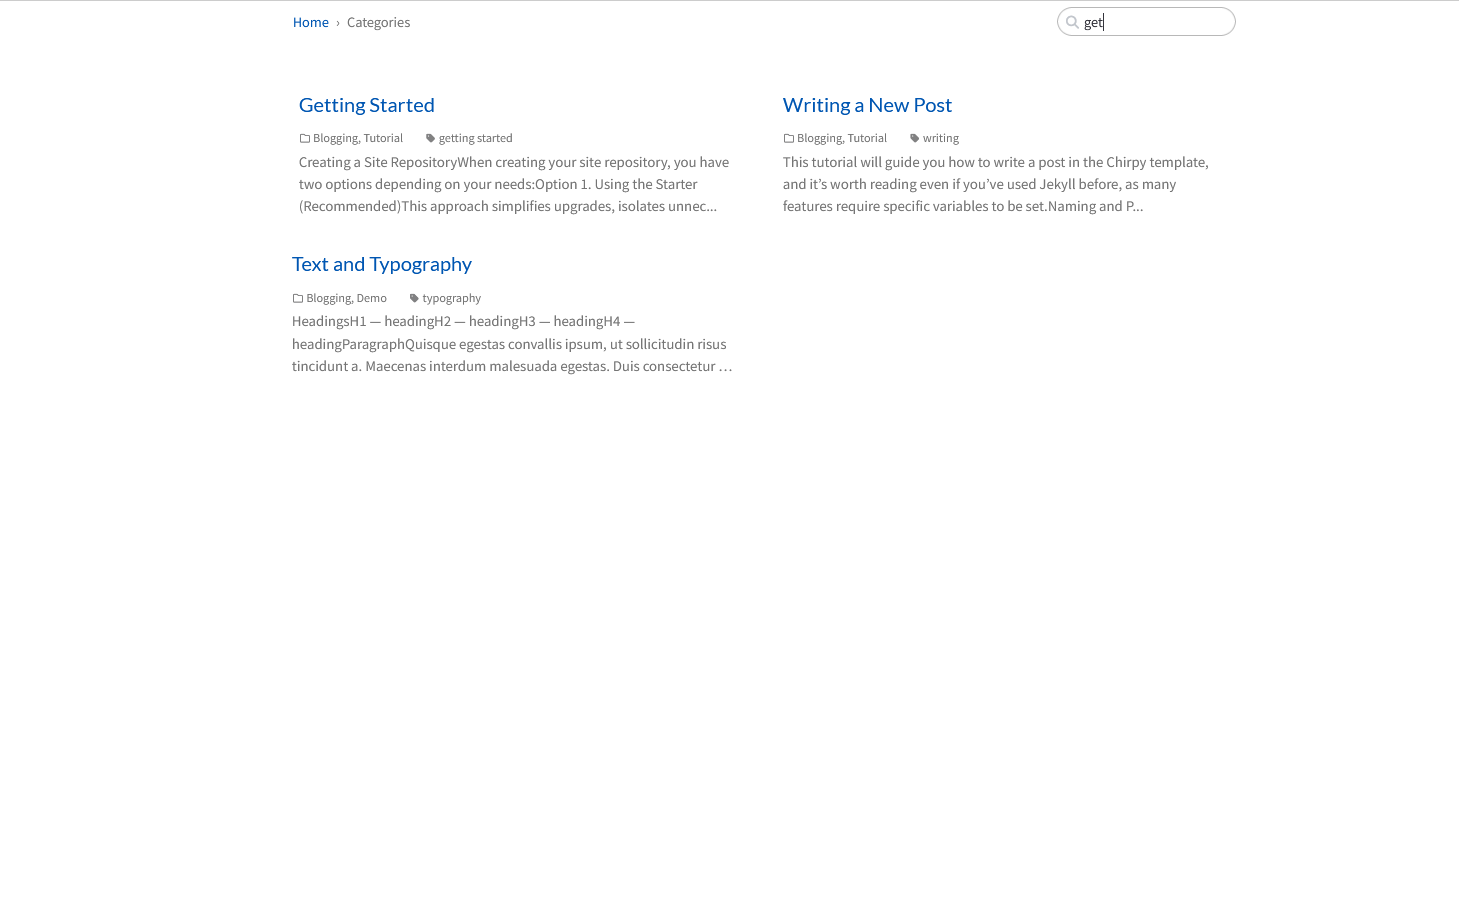 Home › Categories
get
Getting Started
Blogging, Tutorial getting started
Creating a Site RepositoryWhen creating your site repository, you have
two options depending on your needs:Option 1. Using the Starter
(Recommended)This approach simplifies upgrades, isolates unnec...
Writing a New Post
Blogging, Tutorial writing
This tutorial will guide you how to write a post in the Chirpy template,
and it’s worth reading even if you’ve used Jekyll before, as many
features require specific variables to be set.Naming and P...
Text and Typography
Blogging, Demo typography
HeadingsH1 — headingH2 — headingH3 — headingH4 —
headingParagraphQuisque egestas convallis ipsum, ut sollicitudin risus
tincidunt a. Maecenas interdum malesuada egestas. Duis consectetur …